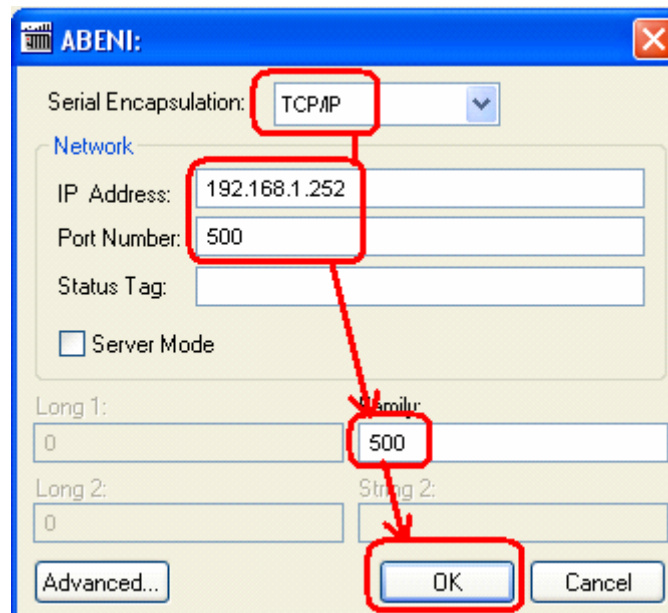 ABENI:
Serial Encapsulation: TCP/IP
Network
IP Address: 192.168.1.252
Port Number: 500
Status Tag:
Server Mode
Long 1: Family:
0 500
Long 2: String 2:
0
Advanced... OK Cancel